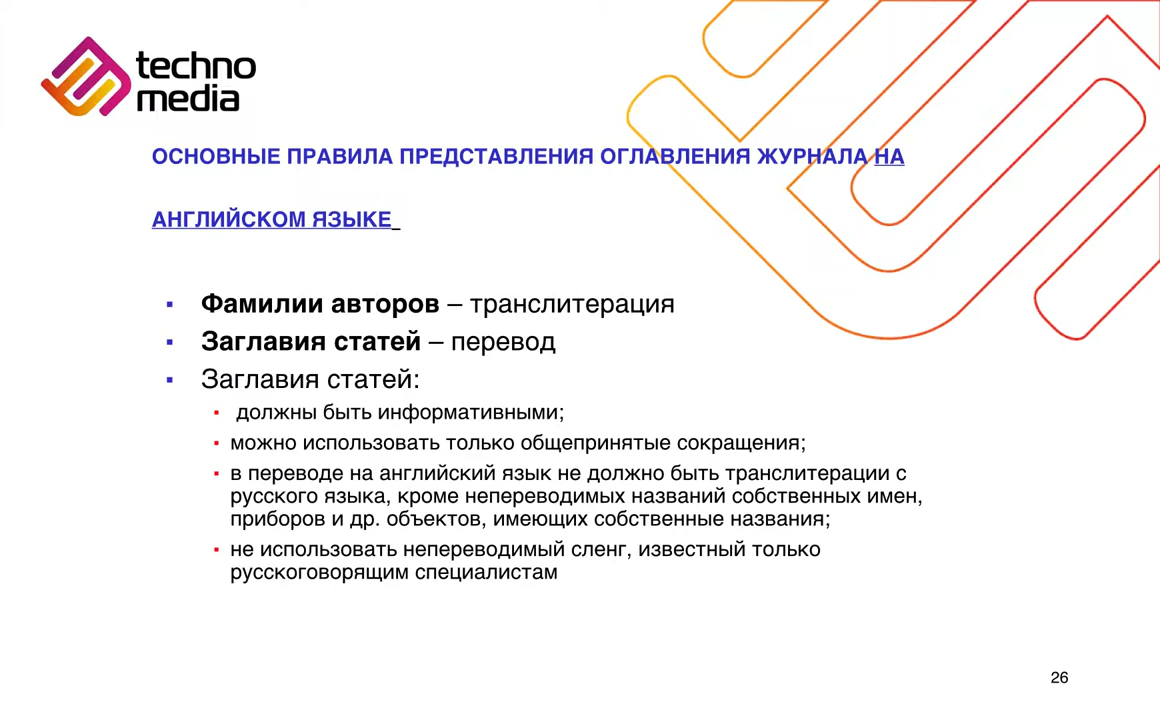 techno
media
ОСНОВНЫЕ ПРАВИЛА ПРЕДСТАВЛЕНИЯ ОГЛАВЛЕНИЯ ЖУРНАЛА НА
АНГЛИЙСКОМ ЯЗЫКЕ
▪ Фамилии авторов – транслитерация
▪ Заглавия статей – перевод
▪ Заглавия статей:
▪ должны быть информативными;
▪ можно использовать только общепринятые сокращения;
▪ в переводе на английский язык не должно быть транслитерации с
русского языка, кроме непереводимых названий собственных имен,
приборов и др. объектов, имеющих собственные названия;
▪ не использовать непереводимый сленг, известный только
русскоговорящим специалистам
26